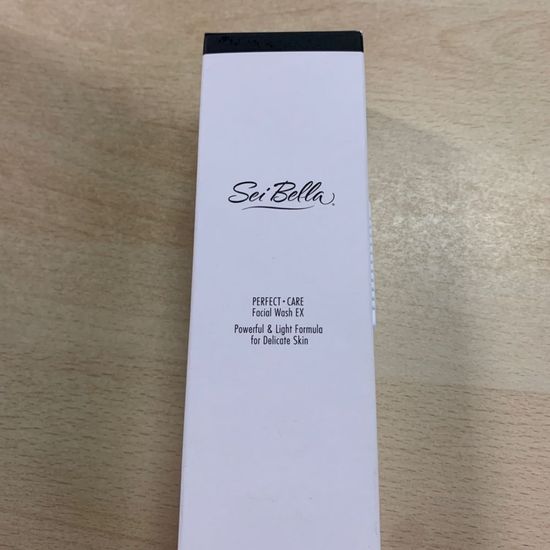 Sei Bella®
PERFECT • CARE
Facial Wash EX
Powerful & Light Formula
for Delicate Skin